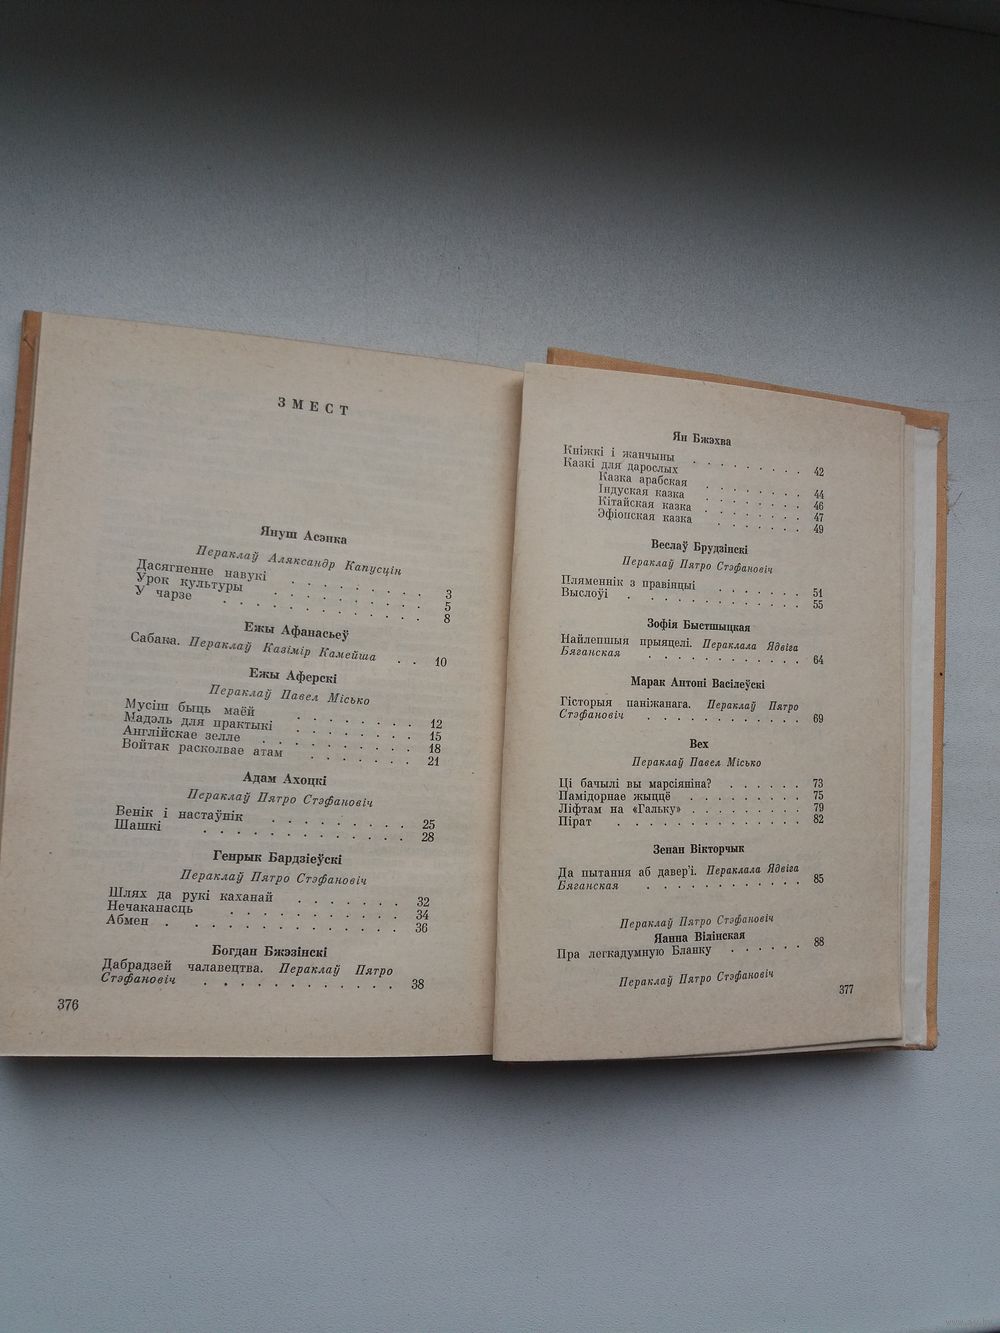 ЗМЕСТ
Януш Асэнка
Пераклаў Аляксандр Капусцін
Дасягненне навукі . . . . . . . . 3
Урок культуры . . . . . . . . . 5
У чарзе . . . . . . . . . . . 8
Ежы Афанасьеў
Сабака. Пераклаў Казімір Камейша . . 10
Ежы Аферскі
Пераклаў Павел Місько
Мусіш быць маёй . . . . . . . . 12
Мадэль для практыкі . . . . . . . 15
Англійскае зелле . . . . . . . . . 18
Войтак расколвае атам . . . . . . . 21
Адам Ахоцкі
Пераклаў Пятро Стэфановіч
Венік і настаўнік . . . . . . . . 25
Шашкі . . . . . . . . . . . . 28
Генрык Бардзіеўскі
Пераклаў Пятро Стэфановіч
Шлях да рукі каханай . . . . . . . 32
Нечаканасць . . . . . . . . . . 34
Абмен . . . . . . . . . . . . 36
Богдан Бжэзінскі
Дабрадзей чалавецтва. Пераклаў Пятро
Стэфановіч . . . . . . . . . . 38
376
Ян Бжэхва
Кніжкі і жанчыны . . . . . . . . . 42
Казкі для дарослых
Казка арабская . . . . . . . 44
Індуская казка . . . . . . . 46
Кітайская казка . . . . . . . 47
Эфіопская казка . . . . . . 49
Веслаў Брудзінскі
Пераклаў Пятро Стэфановіч
Пляменнік з правінцыі . . . . . . 51
Выслоўі . . . . . . . . . . . 55
Зофія Быстшыцкая
Найлепшыя прыяцелі. Пераклала Ядвіга
Бяганская . . . . . . . . . . . 64
Марак Антоні Васілеўскі
Гісторыя паніжанага. Пераклаў Пятро
Стэфановіч . . . . . . . . . . . 69
Вех
Пераклаў Павел Місько
Ці бачылі вы марсіяніна? . . . . . . 73
Памідорнае жыццё . . . . . . . . 75
Ліфтам на «Гальку» . . . . . . . . 79
Пірат . . . . . . . . . . . . 82
Зенан Вікторчык
Да пытання аб давер'і. Пераклала Ядвіга
Бяганская . . . . . . . . . . . 85
Пераклаў Пятро Стэфановіч
Яанна Вілінская
Пра легкадумную Бланку . . . . . . 88
Пераклаў Пятро Стэфановіч
377